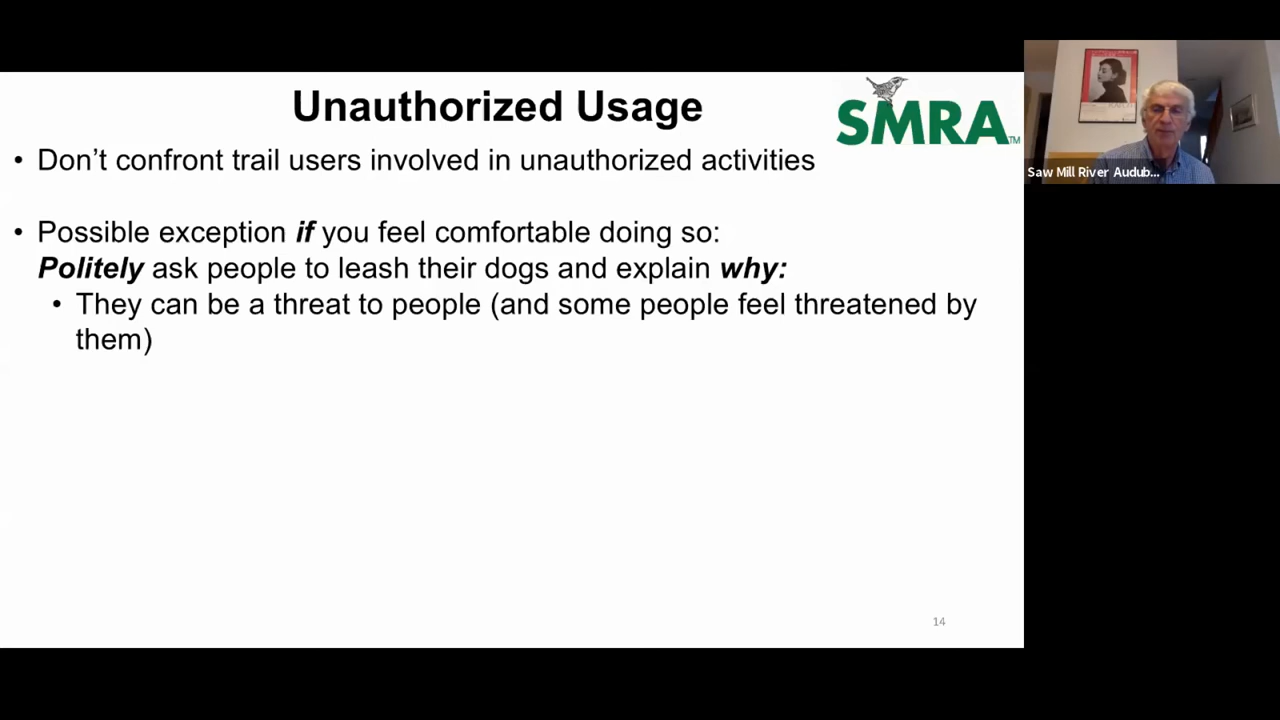 Unauthorized Usage
SMRA™
• Don’t confront trail users involved in unauthorized activities
• Possible exception if you feel comfortable doing so:
Politely ask people to leash their dogs and explain why:
• They can be a threat to people (and some people feel threatened by
them)
14
Saw Mill River Audub...